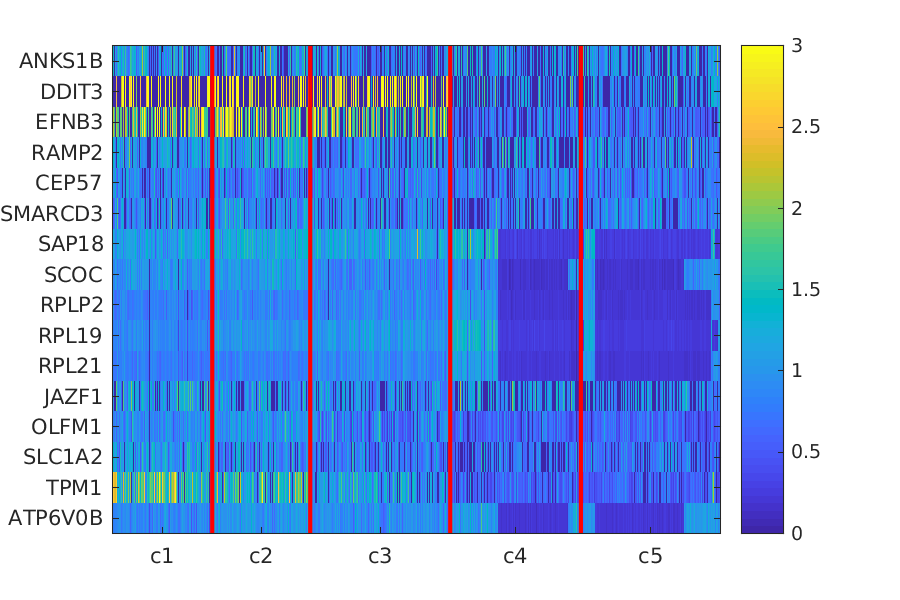 ANKS1B
DDIT3
EFNB3
RAMP2
CEP57
SMARCD3
SAP18
SCOC
RPLP2
RPL19
RPL21
JAZF1
OLFM1
SLC1A2
TPM1
ATP6V0B
c1 c2 c3 c4 c5
3
2.5
2
1.5
1
0.5
0